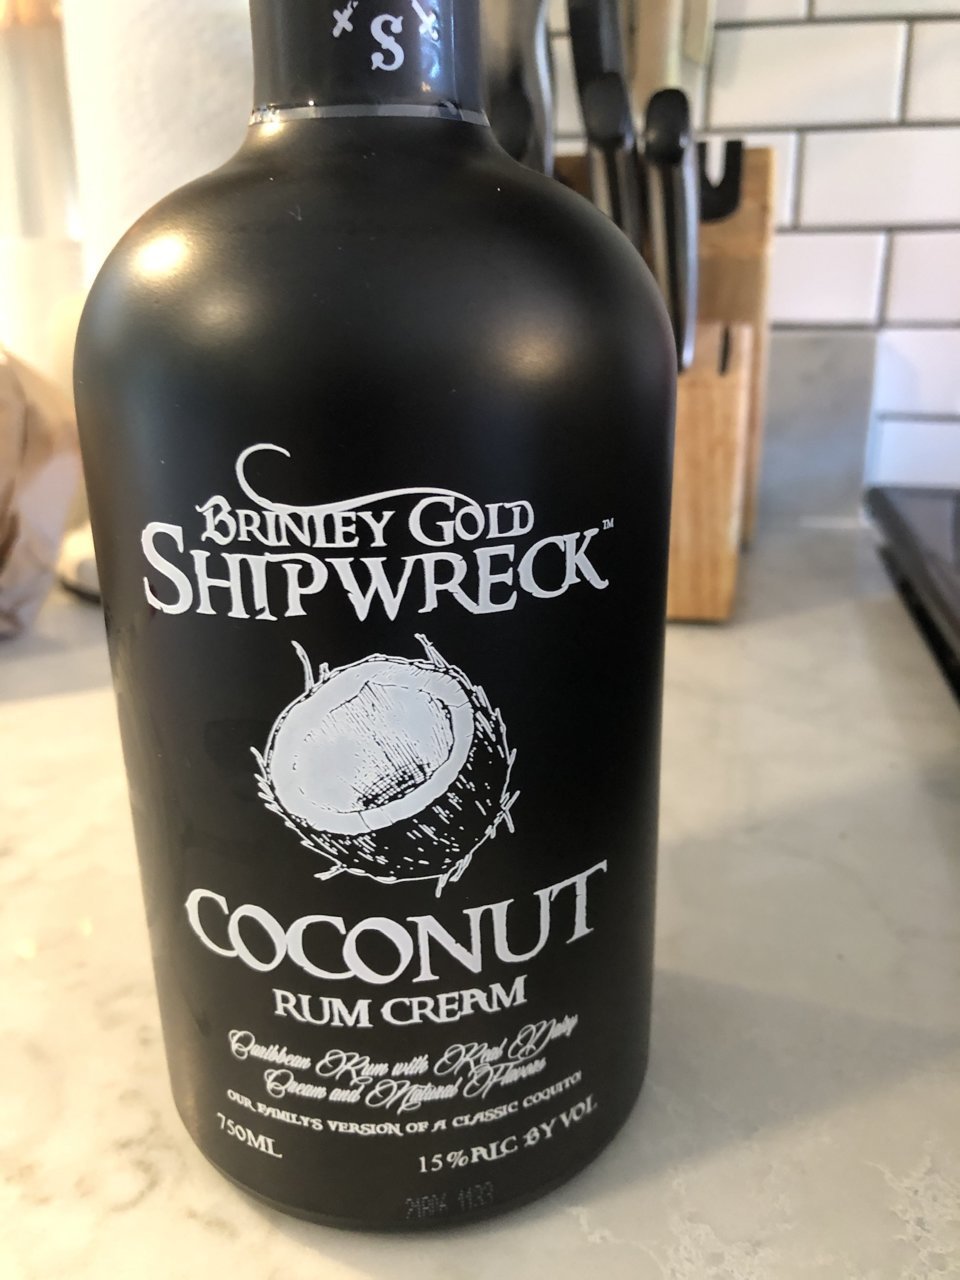 S
BRINLEY GOLD
SHIPWRECK™
COCONUT
RUM CREAM
Caribbean Rum with Real Dairy
Cream and Natural Flavors
OUR FAMILY'S VERSION OF A CLASSIC COQUITO!
750ML
15% ALC BY VOL